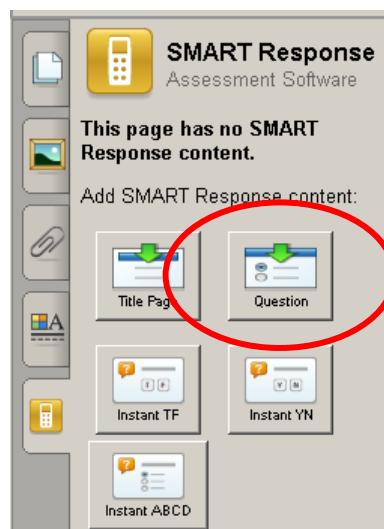 SMART Response
Assessment Software
This page has no SMART
Response content.
Add SMART Response content:
Title Page
Question
Instant TF
Instant YN
Instant ABCD